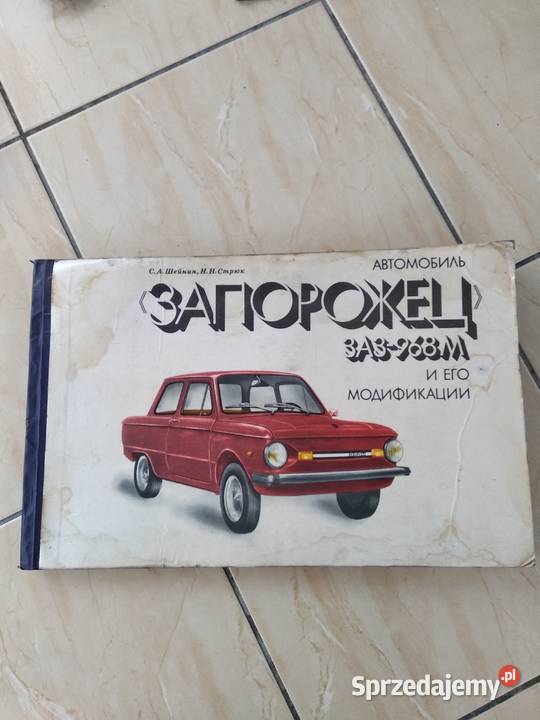 С.А.Шейнин, Н.Н.Стрюк
АВТОМОБИЛЬ
«ЗАПОРОЖЕЦ»
ЗАЗ-968М
И ЕГО
МОДИФИКАЦИИ
Sprzedajemy.pl